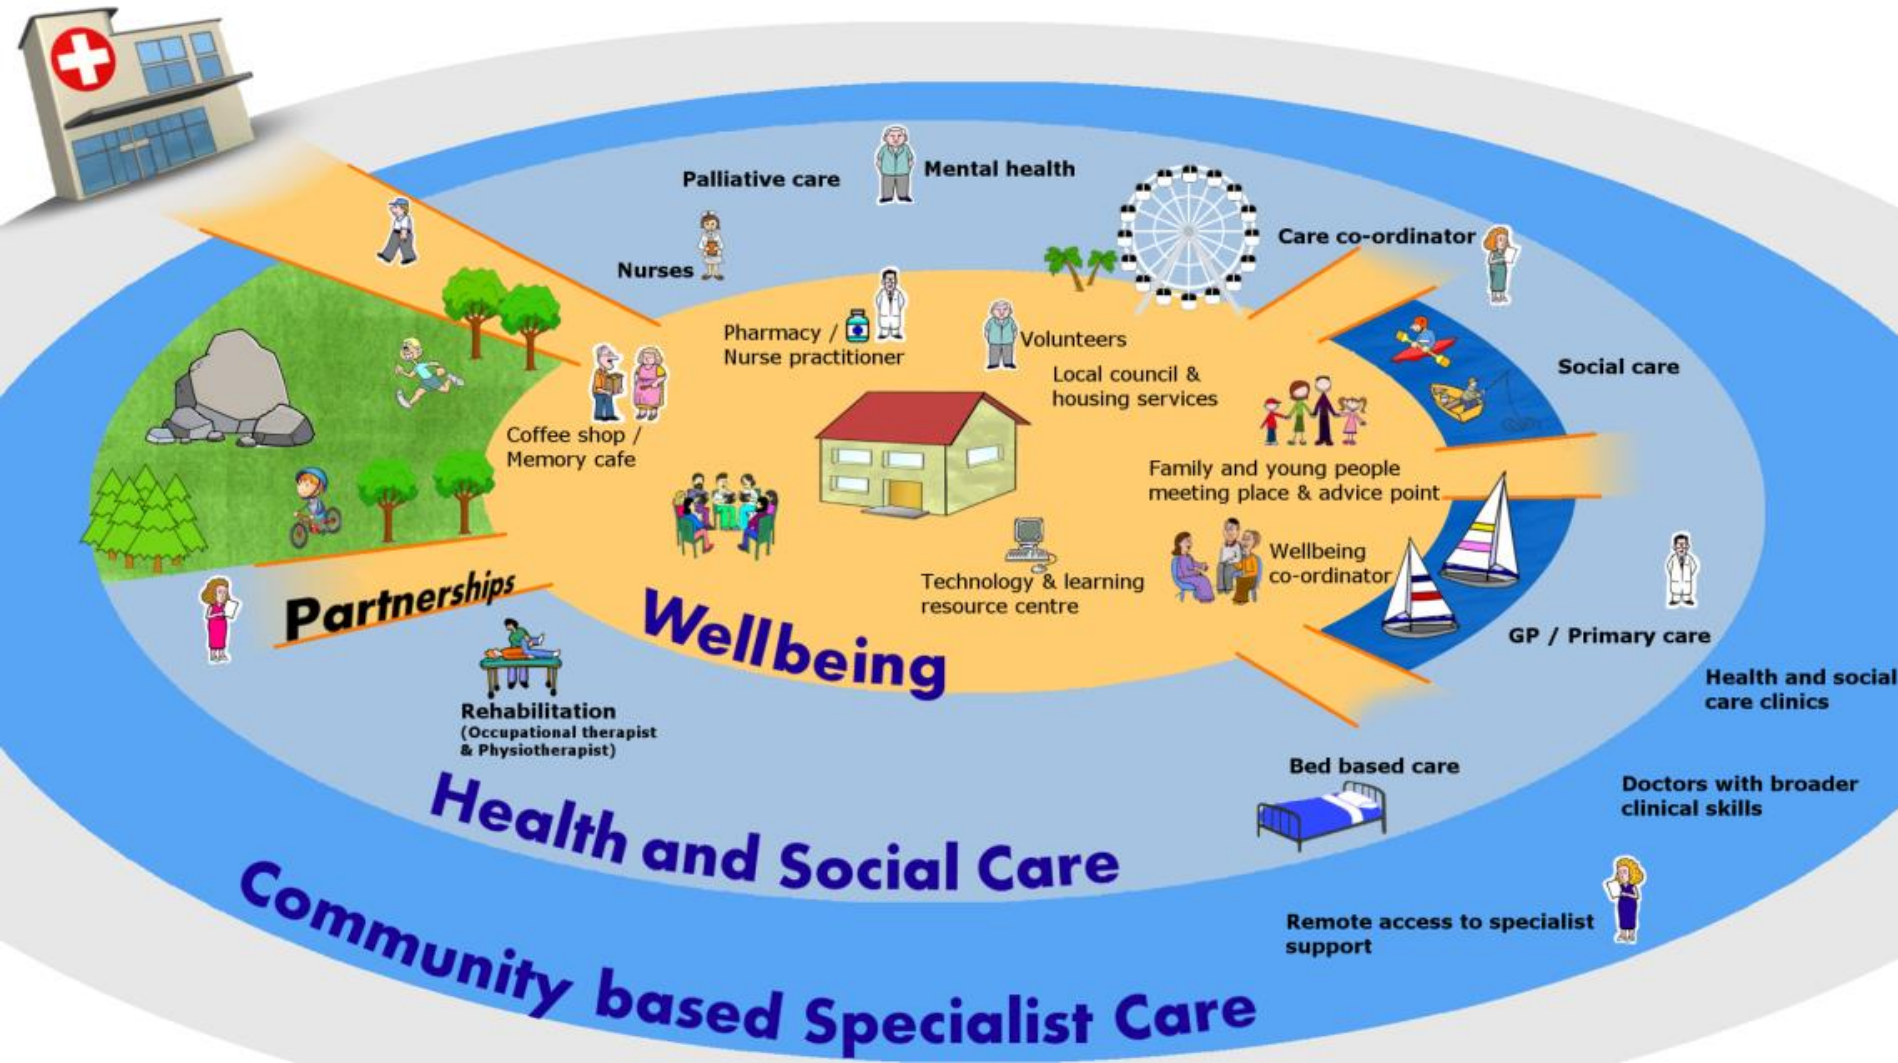 Palliative care
Mental health
Nurses
Care co-ordinator
Pharmacy /
Nurse practitioner
Volunteers
Local council &
housing services
Social care
Coffee shop /
Memory cafe
Family and young people
meeting place & advice point
Wellbeing
co-ordinator
Technology & learning
resource centre
Partnerships
Wellbeing
GP / Primary care
Health and social
care clinics
Rehabilitation
(Occupational therapist
& Physiotherapist)
Bed based care
Doctors with broader
clinical skills
Health and Social Care
Remote access to specialist
support
Community based Specialist Care